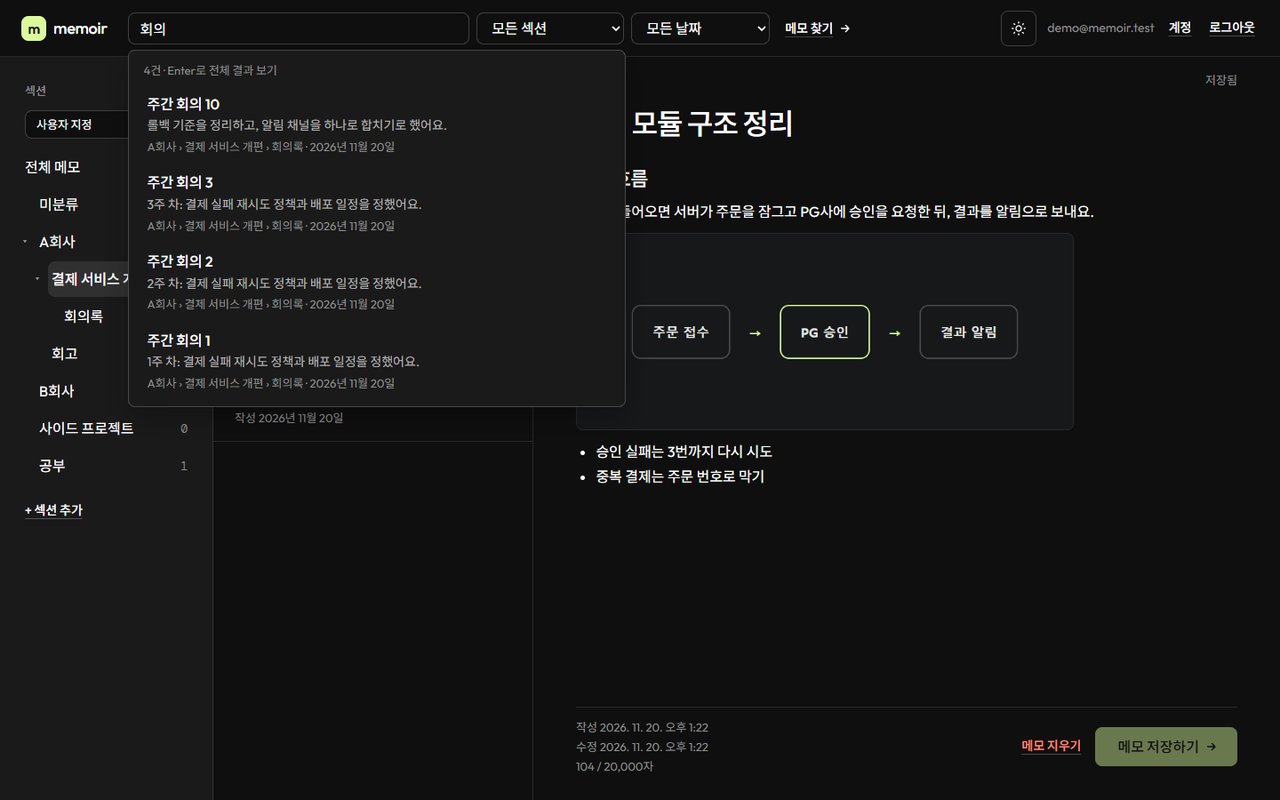 m memoir
회의
모든 섹션
모든 날짜
메모 찾기 →
demo@memoir.test
계정
로그아웃
4건 · Enter로 전체 결과 보기
주간 회의 10
롤백 기준을 정리하고, 알림 채널을 하나로 합치기로 했어요.
A회사 › 결제 서비스 개편 › 회의록 · 2026년 11월 20일
주간 회의 3
3주 차: 결제 실패 재시도 정책과 배포 일정을 정했어요.
A회사 › 결제 서비스 개편 › 회의록 · 2026년 11월 20일
주간 회의 2
2주 차: 결제 실패 재시도 정책과 배포 일정을 정했어요.
A회사 › 결제 서비스 개편 › 회의록 · 2026년 11월 20일
주간 회의 1
1주 차: 결제 실패 재시도 정책과 배포 일정을 정했어요.
A회사 › 결제 서비스 개편 › 회의록 · 2026년 11월 20일
섹션
사용자 지정
전체 메모
미분류
A회사
결제 서비스
회의록
회고
B회사
사이드 프로젝트 0
공부 1
+ 섹션 추가
작성 2026년 11월 20일
저장됨
모듈 구조 정리
들어오면 서버가 주문을 잠그고 PG사에 승인을 요청한 뒤, 결과를 알림으로 보내요.
주문 접수 → PG 승인 → 결과 알림
승인 실패는 3번까지 다시 시도
중복 결제는 주문 번호로 막기
작성 2026. 11. 20. 오후 1:22
수정 2026. 11. 20. 오후 1:22
104 / 20,000자
메모 지우기
메모 저장하기 →